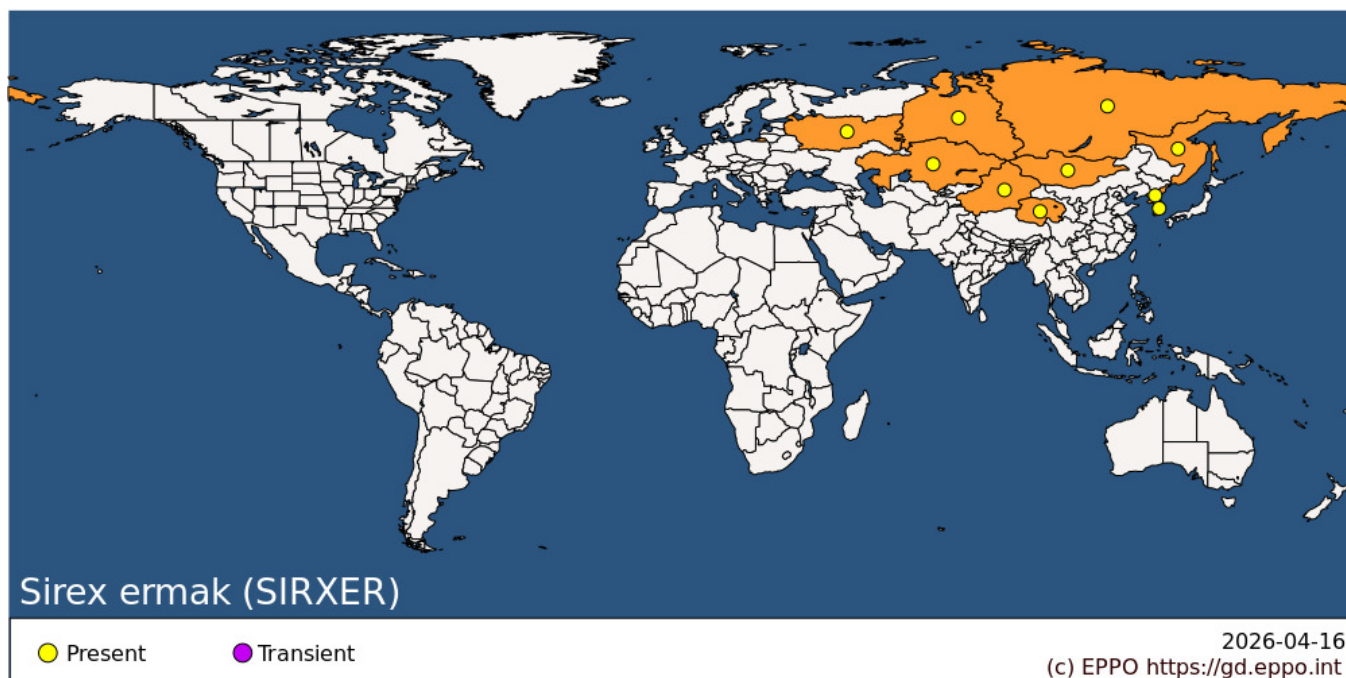 Sirex ermak (SIRXER)
Present
Transient
2026-04-16
(c) EPPO https://gd.eppo.int